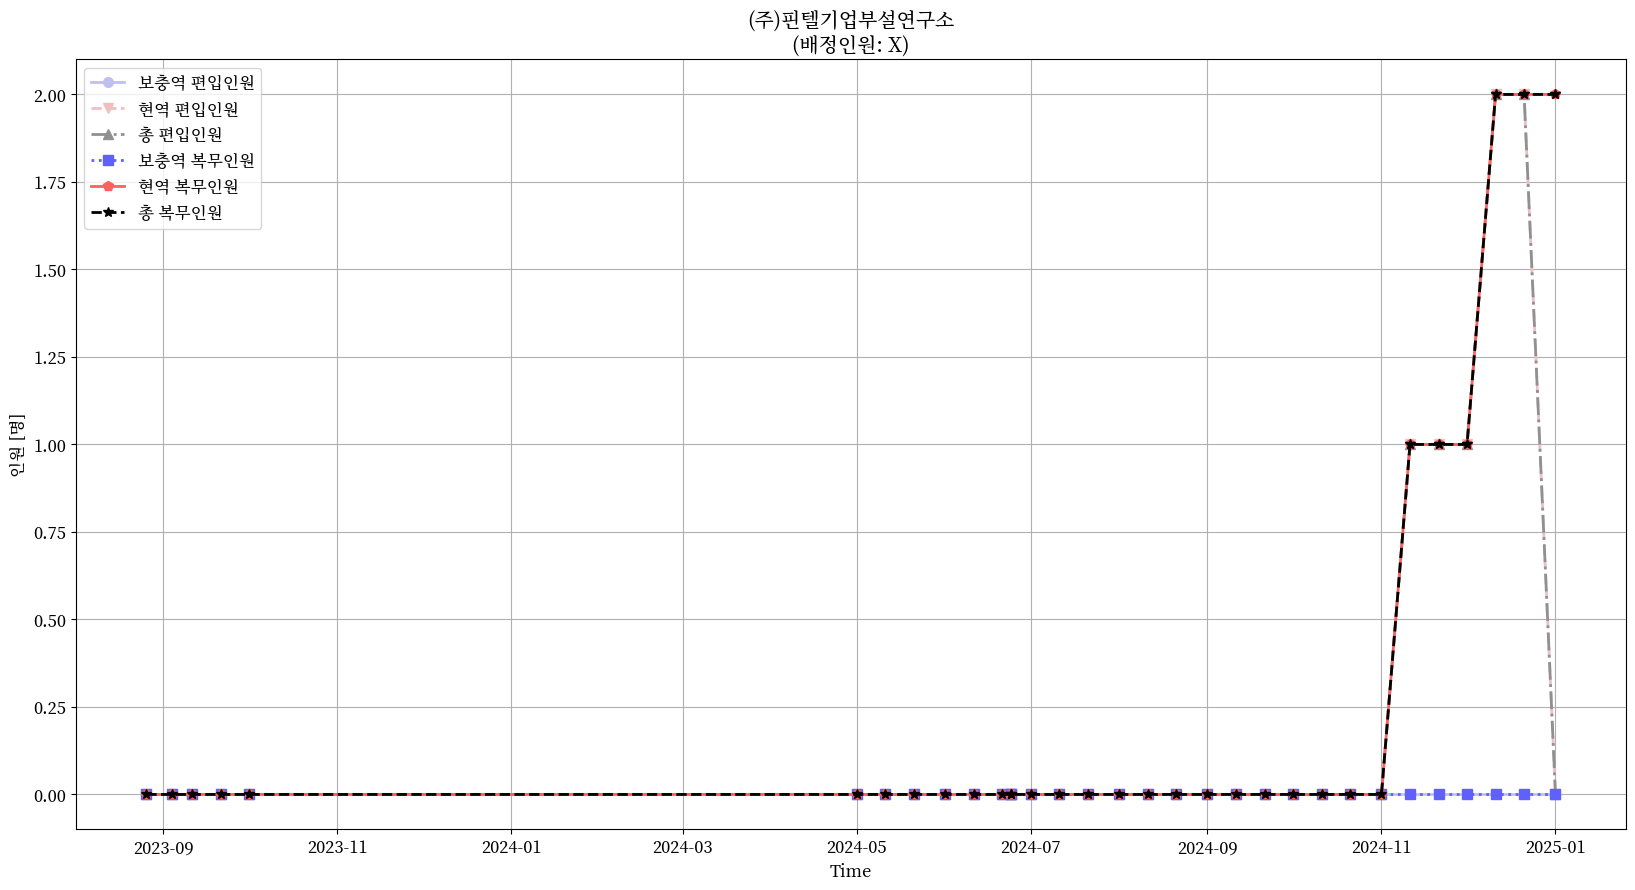 (주)핀텔기업부설연구소
(배정인원: X)
보충역 편입인원
현역 편입인원
총 편입인원
보충역 복무인원
현역 복무인원
총 복무인원
2.00
1.75
1.50
1.25
1.00
0.75
0.50
0.25
0.00
인원 [명]
2023-09
2023-11
2024-01
2024-03
2024-05
2024-07
2024-09
2024-11
2025-01
Time